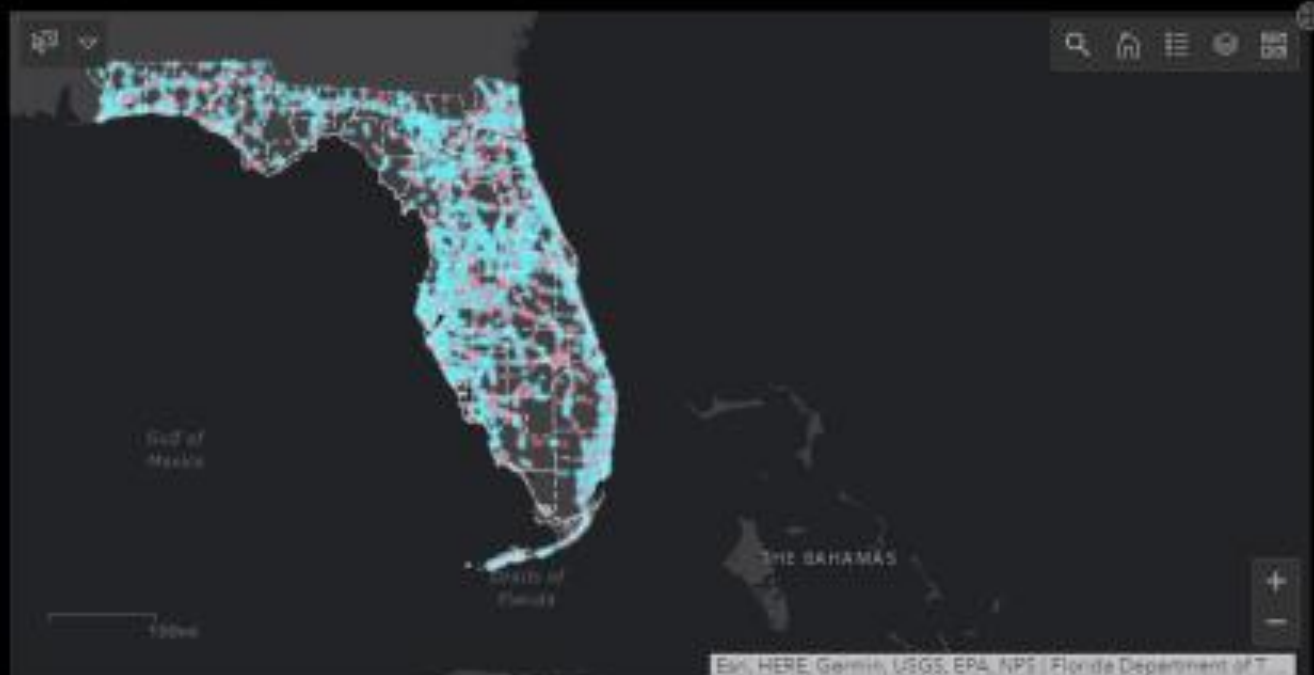 Gulf of
Mexico
THE BAHAMAS
Straits of
Florida
100mi
Esri, HERE, Garmin, USGS, EPA, NPS | Florida Department of T...